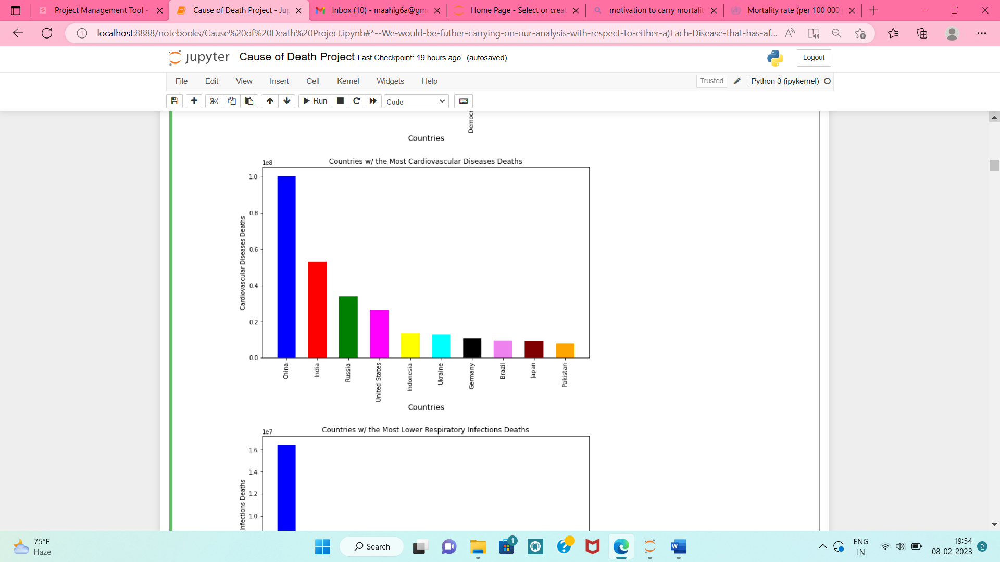 Project Management Tool -
Cause of Death Project - Jup
Inbox (10) - maahig6a@gm
Home Page - Select or creat
motivation to carry mortalit
Mortality rate (per 100 000
localhost:8888/notebooks/Cause%20of%20Death%20Project.ipynb#*--We-would-be-futher-carrying-on-our-analysis-with-respect-to-either-a)Each-Disease-that-has-af...
jupyter Cause of Death Project Last Checkpoint: 19 hours ago (autosaved)
Logout
File Edit View Insert Cell Kernel Widgets Help
Trusted
Python 3 (ipykernel)
Run
Code
Democr
Countries
Countries w/ the Most Cardiovascular Diseases Deaths
1e8
1.0
0.8
0.6
0.4
0.2
0.0
Cardiovascular Diseases Deaths
China
India
Russia
United States
Indonesia
Ukraine
Germany
Brazil
Japan
Pakistan
Countries
Countries w/ the Most Lower Respiratory Infections Deaths
1e7
1.6
1.4
1.2
1.0
Infections Deaths
75°F
Haze
Search
1
ENG
IN
19:54
08-02-2023
2